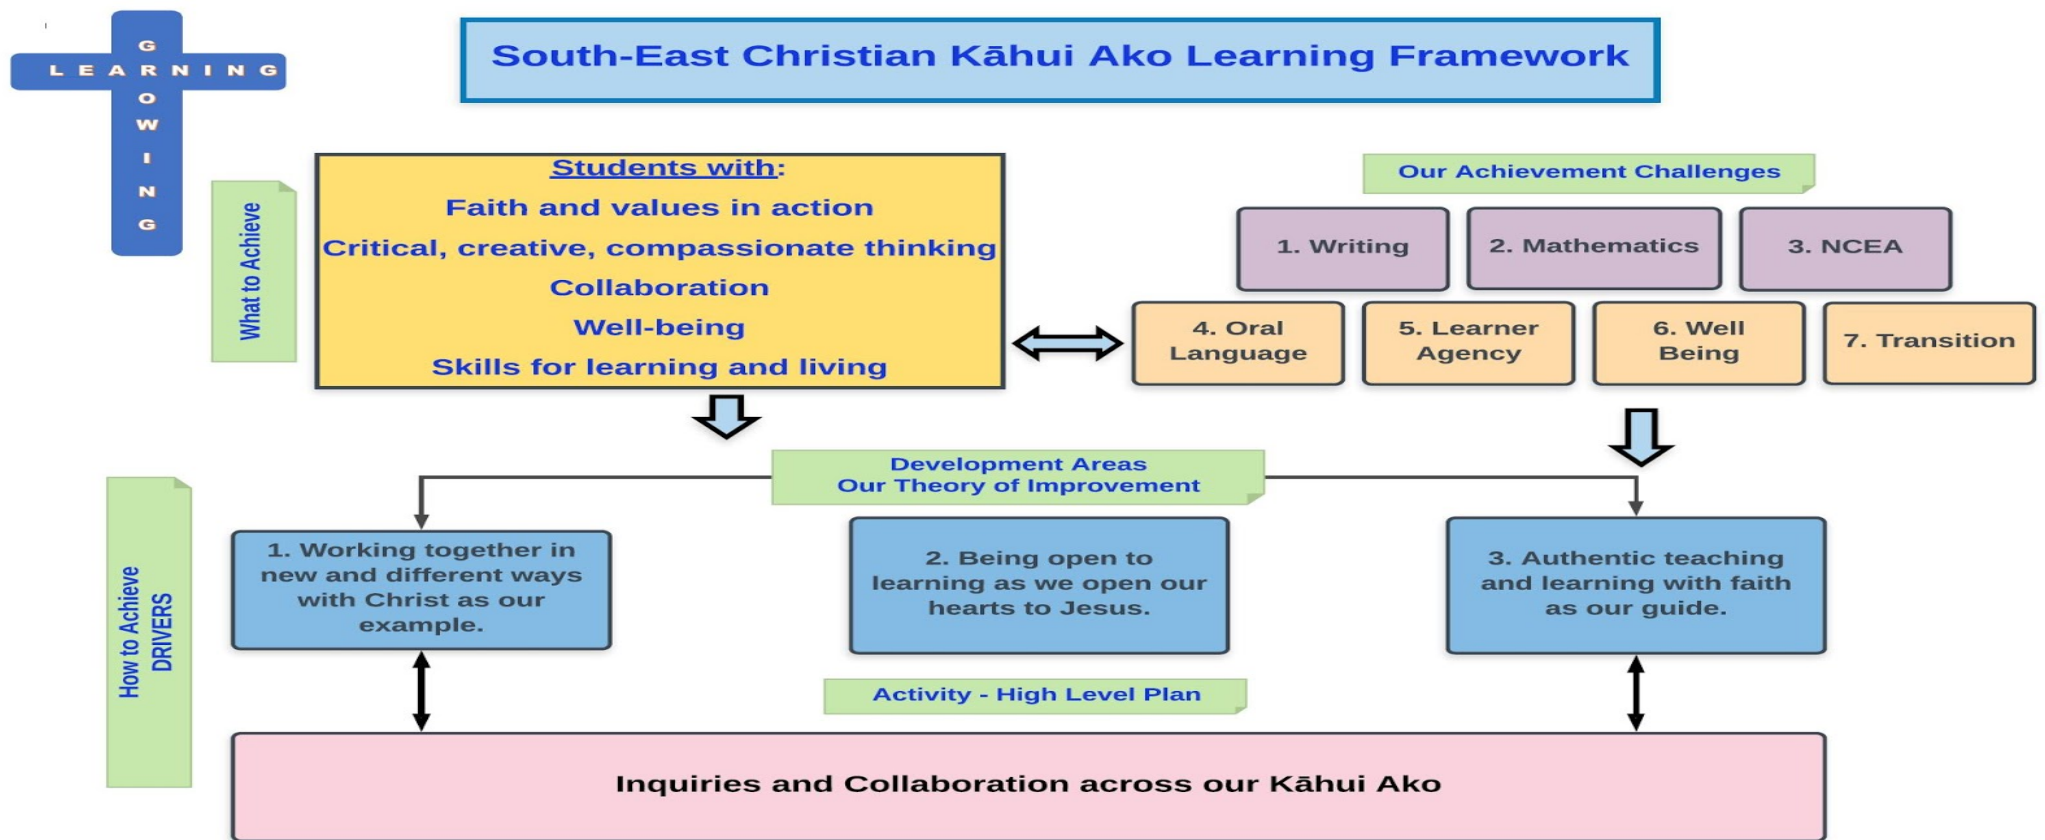 GROWING
LEARNING
South-East Christian Kāhui Ako Learning Framework
What to Achieve
Students with:
Faith and values in action
Critical, creative, compassionate thinking
Collaboration
Well-being
Skills for learning and living
Our Achievement Challenges
1. Writing
2. Mathematics
3. NCEA
4. Oral
Language
5. Learner
Agency
6. Well
Being
7. Transition
Development Areas
Our Theory of Improvement
How to Achieve
DRIVERS
1. Working together in
new and different ways
with Christ as our
example.
2. Being open to
learning as we open our
hearts to Jesus.
3. Authentic teaching
and learning with faith
as our guide.
Activity - High Level Plan
Inquiries and Collaboration across our Kāhui Ako